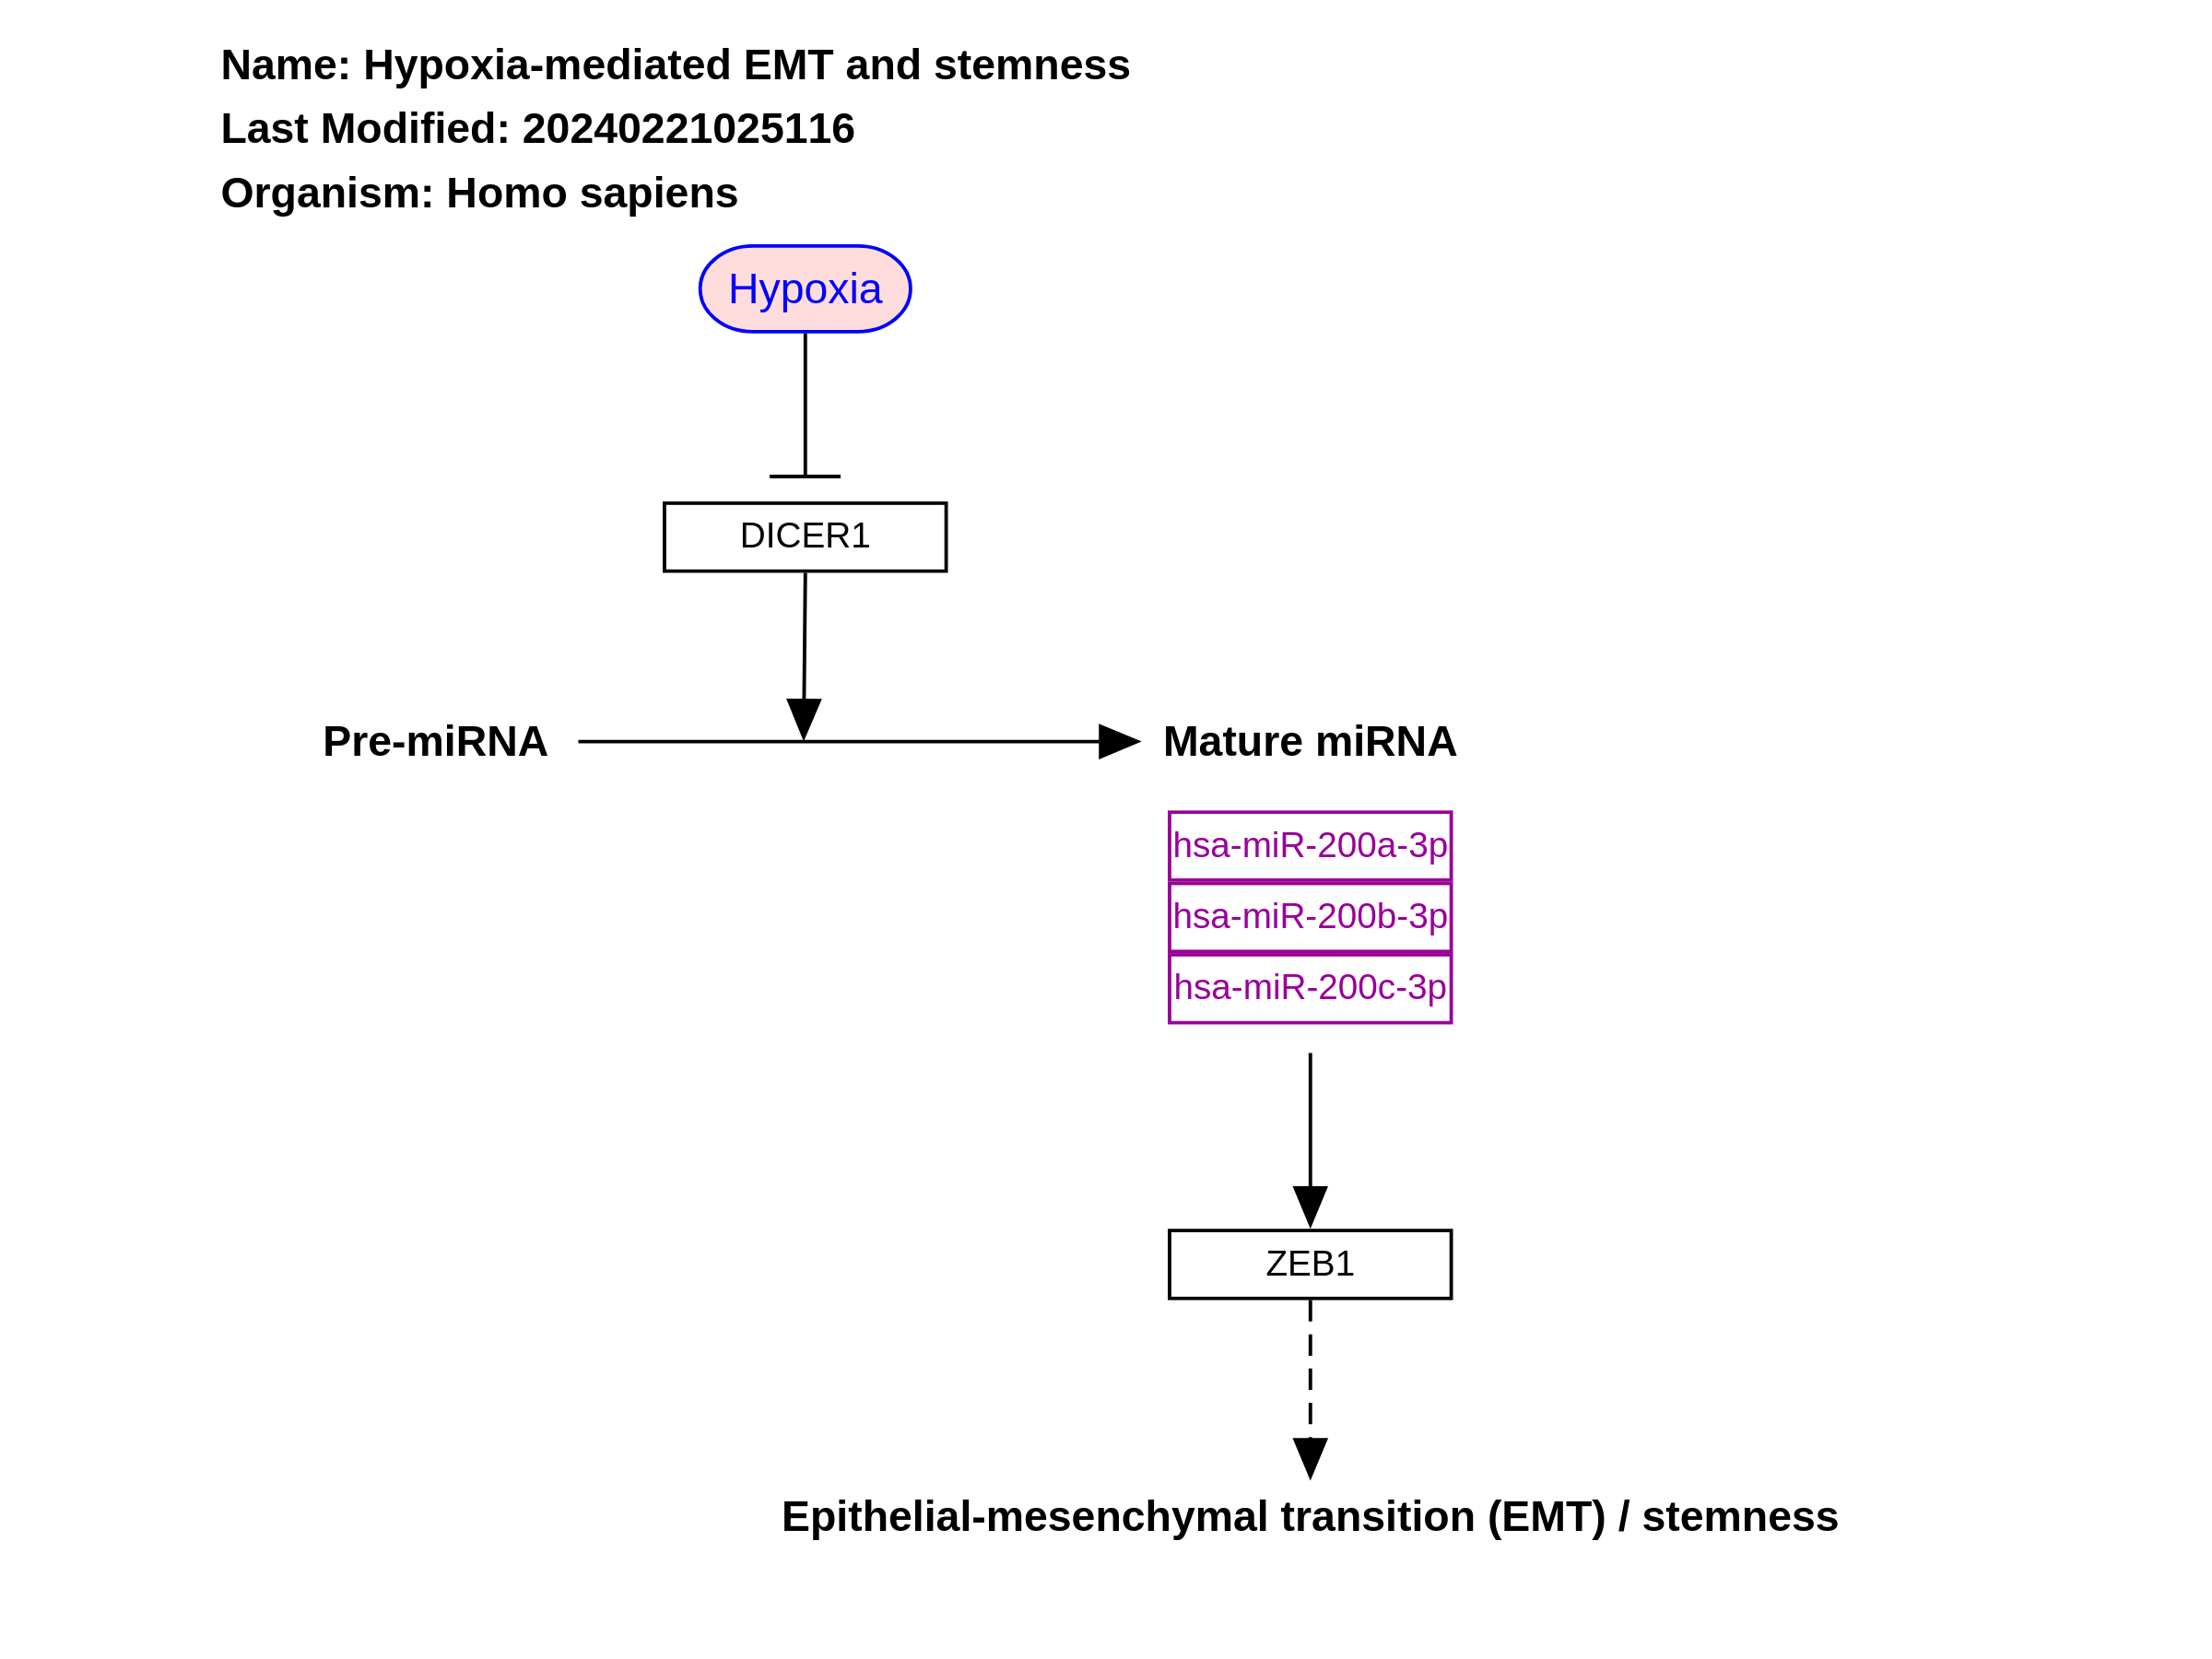 Name: Hypoxia-mediated EMT and stemness
Last Modified: 20240221025116
Organism: Homo sapiens
Hypoxia
DICER1
Pre-miRNA
Mature miRNA
hsa-miR-200a-3p
hsa-miR-200b-3p
hsa-miR-200c-3p
ZEB1
Epithelial-mesenchymal transition (EMT) / stemness